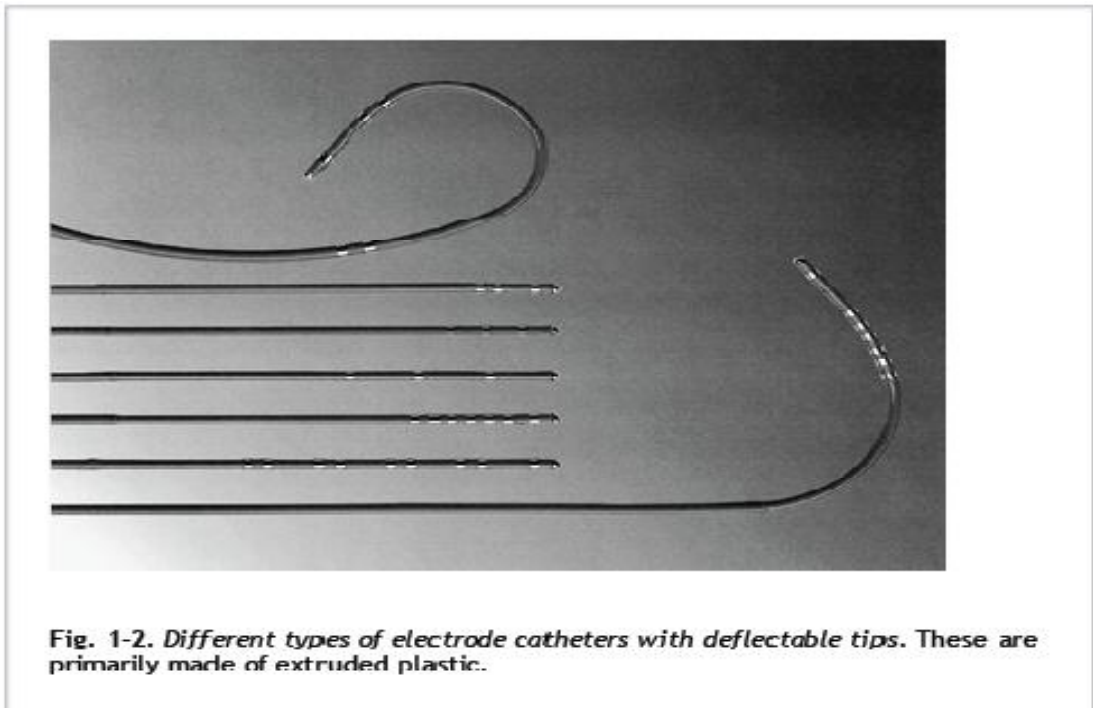 Fig. 1-2. Different types of electrode catheters with deflectable tips. These are
primarily made of extruded plastic.